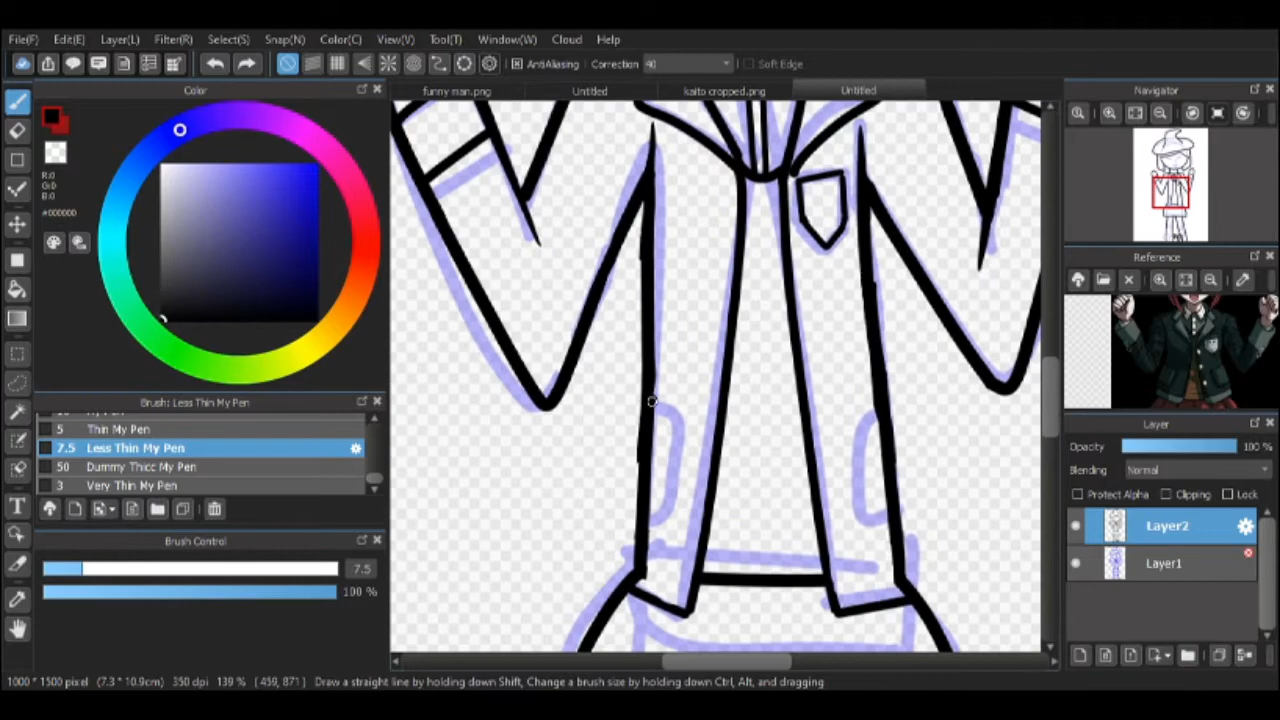 File(F) Edit(E) Layer(L) Filter(R) Select(S) Snap(N) Color(C) View(V) Tool(T) Window(W) Cloud Help
AntiAliasing Correction 40 Soft Edge
Color
funny man.png Untitled kaito cropped.png Untitled
Navigator
R:0
G:0
B:0
#000000
Reference
Brush: Less Thin My Pen
5 Thin My Pen
7.5 Less Thin My Pen
50 Dummy Thicc My Pen
3 Very Thin My Pen
Brush Control
7.5
100 %
Layer
Opacity 100 %
Blending Normal
Protect Alpha Clipping Lock
Layer2
Layer1
1000 * 1500 pixel (7.3 * 10.9cm) 350 dpi 139 % ( 459, 871 ) Draw a straight line by holding down Shift, Change a brush size by holding down Ctrl, Alt, and dragging